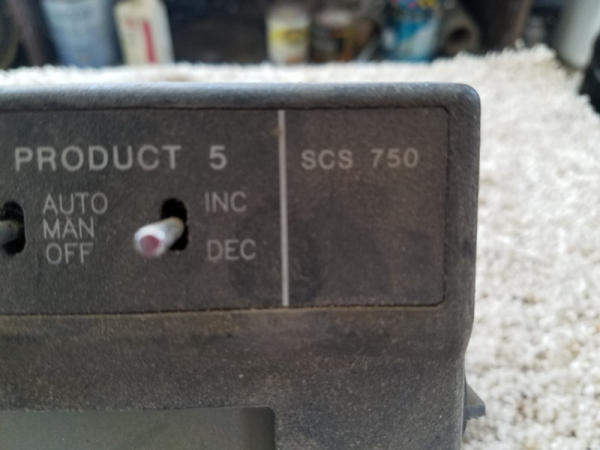 PRODUCT 5
SCS 750
AUTO
MAN
OFF
INC
DEC